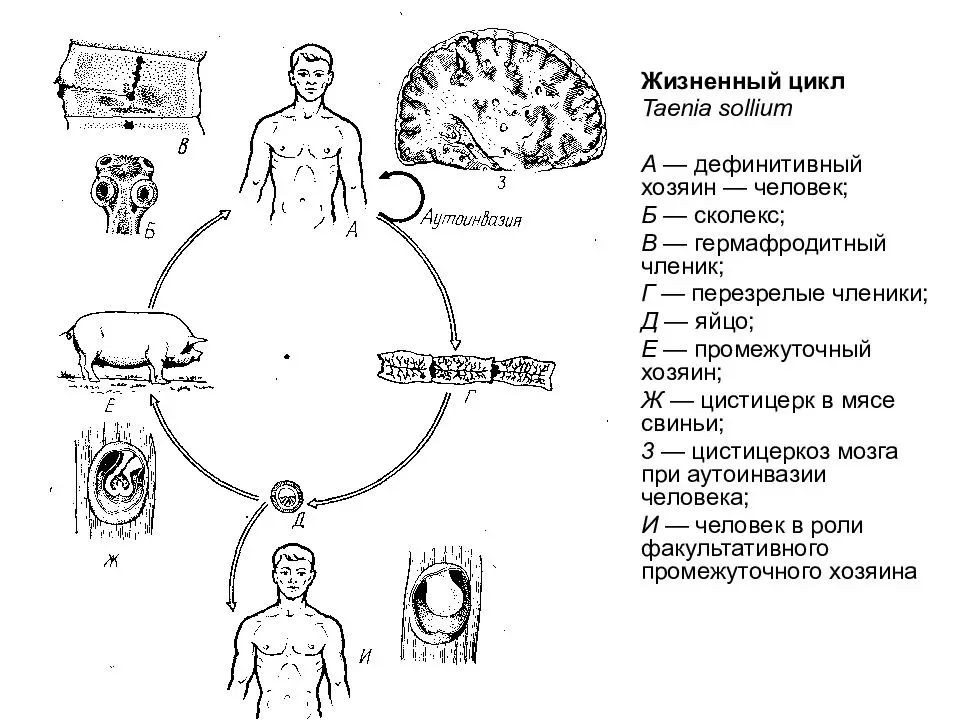 В
Б
А
З
Аутоинвазия
Е
Г
Д
Ж
И
Жизненный цикл
Taenia sollium
А — дефинитивный
хозяин — человек;
Б — сколекс;
В — гермафродитный
членик;
Г — перезрелые членики;
Д — яйцо;
Е — промежуточный
хозяин;
Ж — цистицерк в мясе
свиньи;
З — цистицеркоз мозга
при аутоинвазии
человека;
И — человек в роли
факультативного
промежуточного хозяина